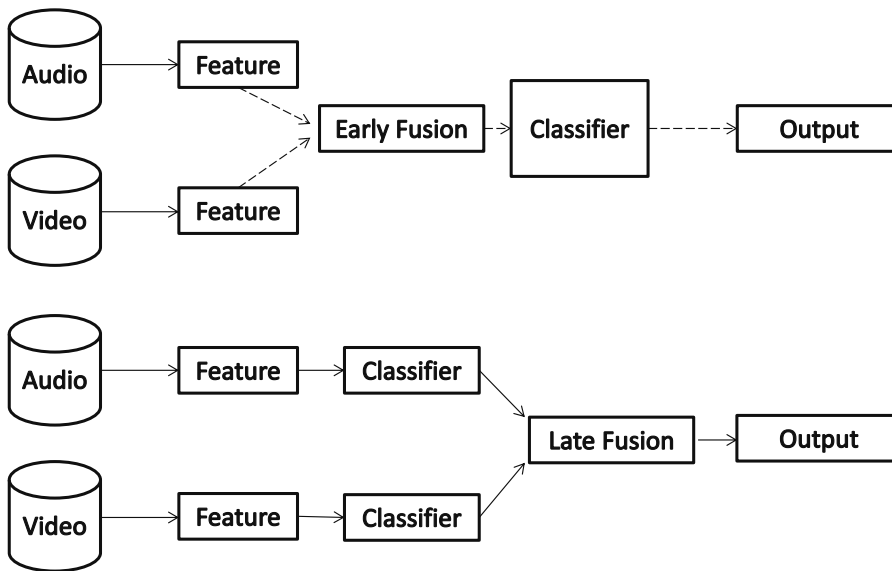 Audio
Feature
Early Fusion
Classifier
Output
Video
Feature
Audio
Feature
Classifier
Late Fusion
Output
Video
Feature
Classifier